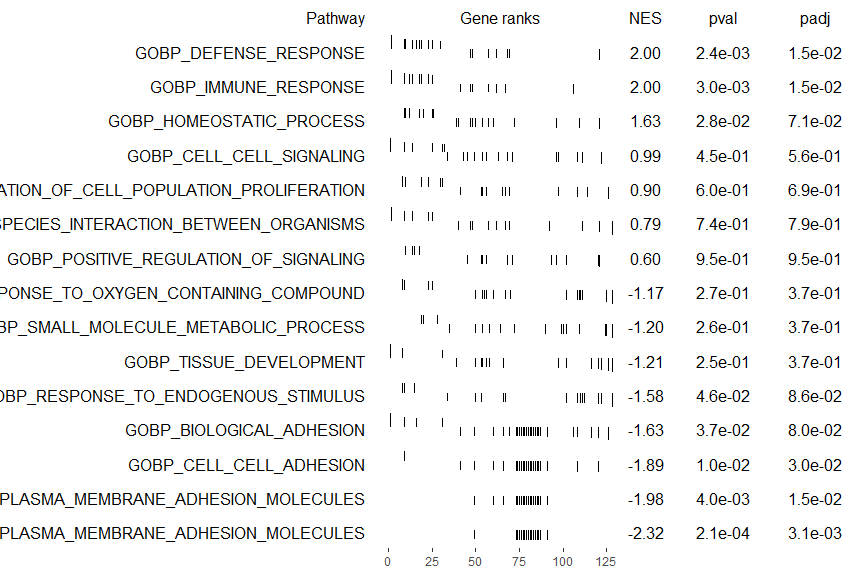 Pathway Gene ranks NES pval padj
GOBP_DEFENSE_RESPONSE 2.00 2.4e-03 1.5e-02
GOBP_IMMUNE_RESPONSE 2.00 3.0e-03 1.5e-02
GOBP_HOMEOSTATIC_PROCESS 1.63 2.8e-02 7.1e-02
GOBP_CELL_CELL_SIGNALING 0.99 4.5e-01 5.6e-01
ATION_OF_CELL_POPULATION_PROLIFERATION 0.90 6.0e-01 6.9e-01
SPECIES_INTERACTION_BETWEEN_ORGANISMS 0.79 7.4e-01 7.9e-01
GOBP_POSITIVE_REGULATION_OF_SIGNALING 0.60 9.5e-01 9.5e-01
PONSE_TO_OXYGEN_CONTAINING_COMPOUND -1.17 2.7e-01 3.7e-01
BP_SMALL_MOLECULE_METABOLIC_PROCESS -1.20 2.6e-01 3.7e-01
GOBP_TISSUE_DEVELOPMENT -1.21 2.5e-01 3.7e-01
OBP_RESPONSE_TO_ENDOGENOUS_STIMULUS -1.58 4.6e-02 8.6e-02
GOBP_BIOLOGICAL_ADHESION -1.63 3.7e-02 8.0e-02
GOBP_CELL_CELL_ADHESION -1.89 1.0e-02 3.0e-02
PLASMA_MEMBRANE_ADHESION_MOLECULES -1.98 4.0e-03 1.5e-02
PLASMA_MEMBRANE_ADHESION_MOLECULES -2.32 2.1e-04 3.1e-03
0 25 50 75 100 125